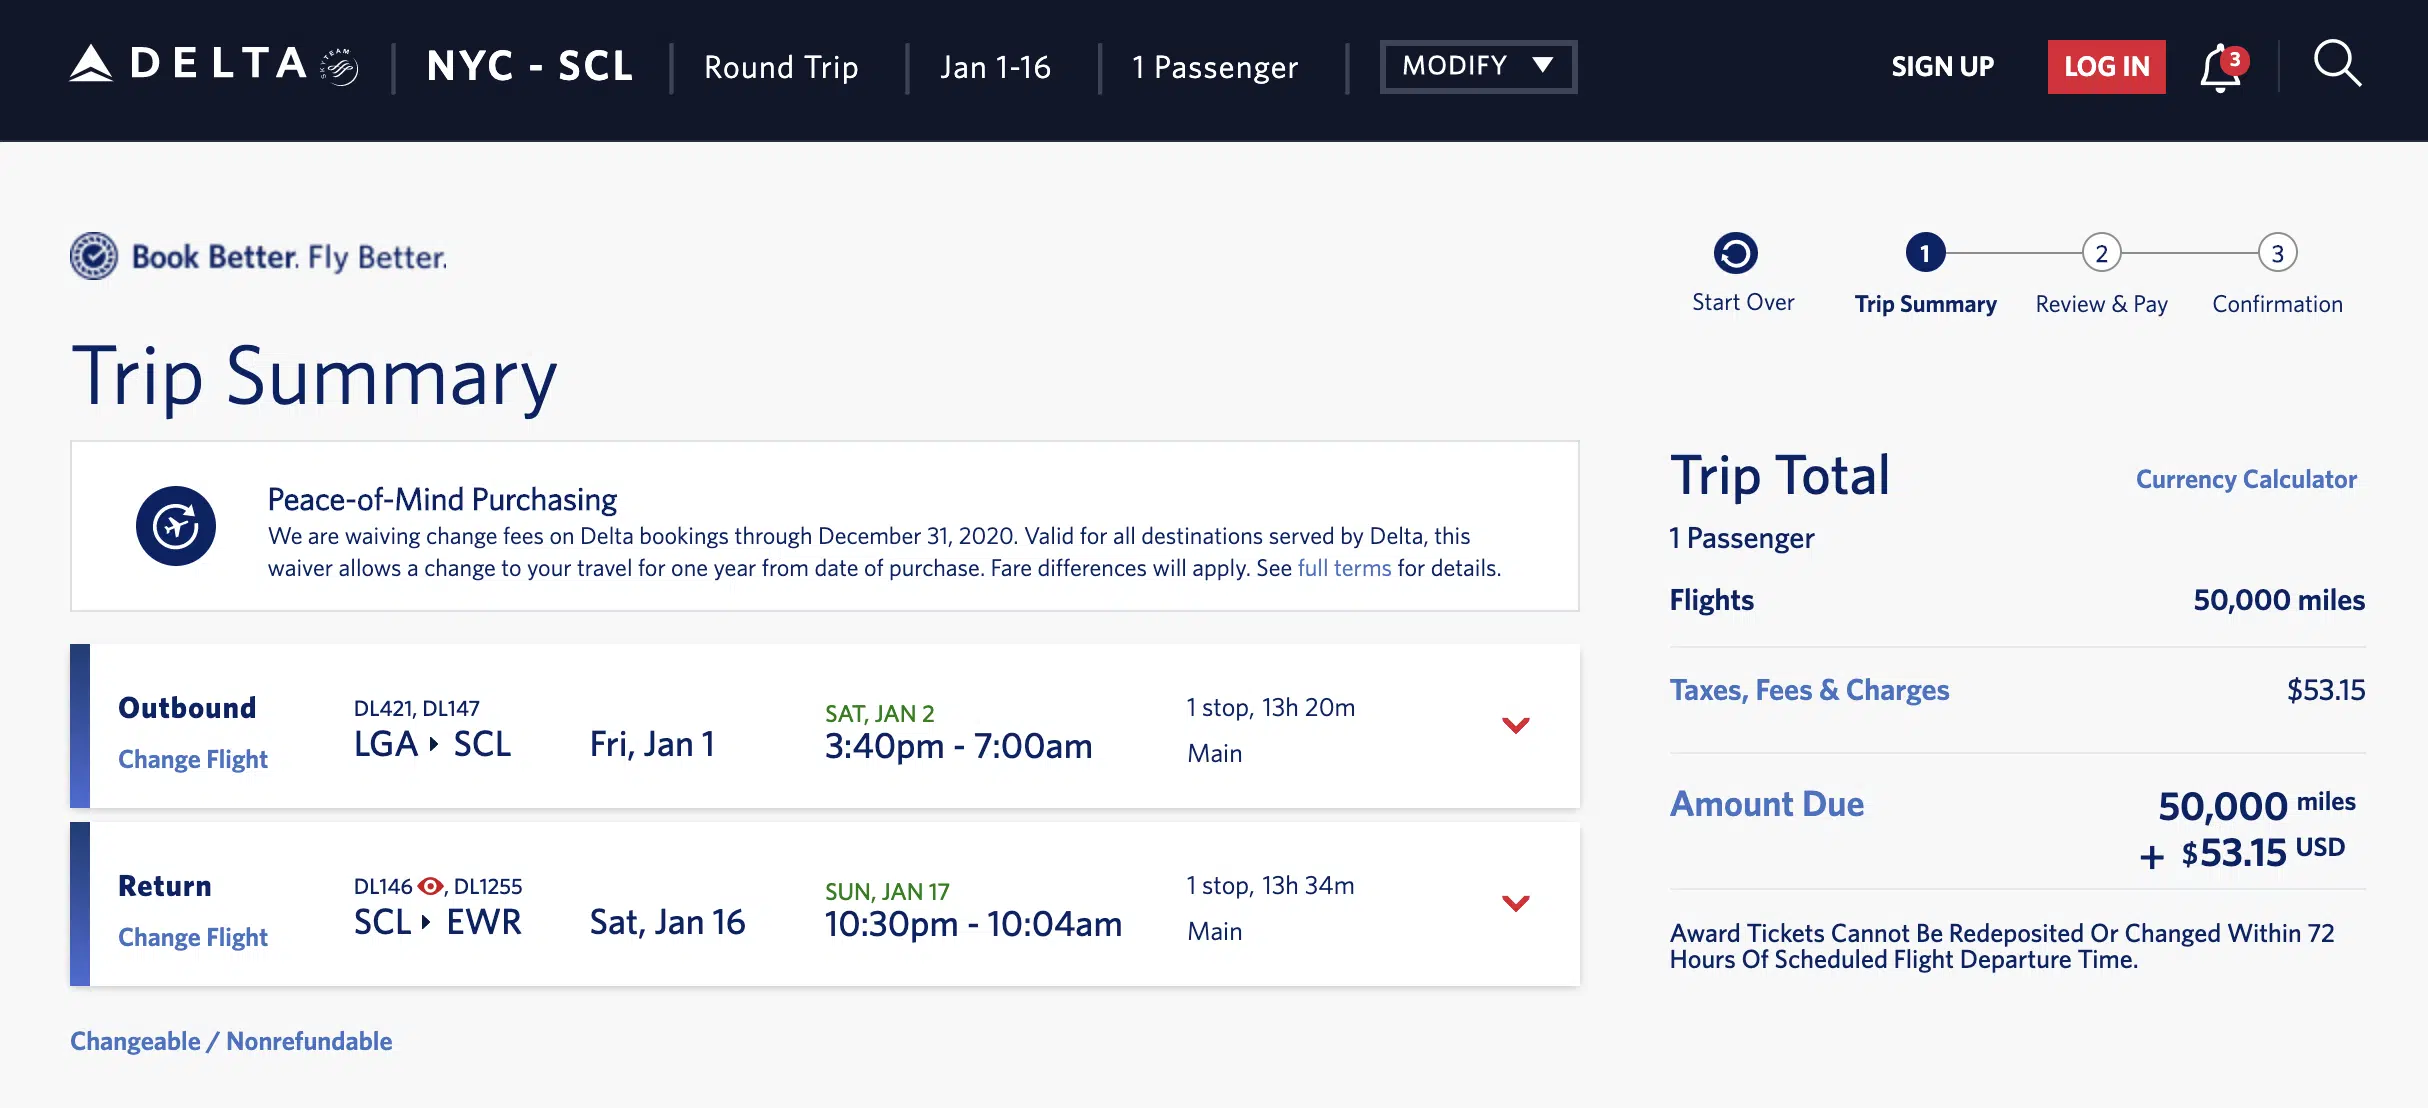 DELTA SKYTEAM NYC - SCL Round Trip Jan 1-16 1 Passenger MODIFY SIGN UP LOG IN 3
Book Better. Fly Better.
1 2 3
Start Over Trip Summary Review & Pay Confirmation
Trip Summary
Peace-of-Mind Purchasing
We are waiving change fees on Delta bookings through December 31, 2020. Valid for all destinations served by Delta, this
waiver allows a change to your travel for one year from date of purchase. Fare differences will apply. See full terms for details.
Outbound
Change Flight
DL421, DL147
LGA SCL
Fri, Jan 1
SAT, JAN 2
3:40pm - 7:00am
1 stop, 13h 20m
Main
Return
Change Flight
DL146, DL1255
SCL EWR
Sat, Jan 16
SUN, JAN 17
10:30pm - 10:04am
1 stop, 13h 34m
Main
Changeable / Nonrefundable
Trip Total Currency Calculator
1 Passenger
Flights 50,000 miles
Taxes, Fees & Charges $53.15
Amount Due 50,000 miles
+ $53.15 USD
Award Tickets Cannot Be Redeposited Or Changed Within 72
Hours Of Scheduled Flight Departure Time.